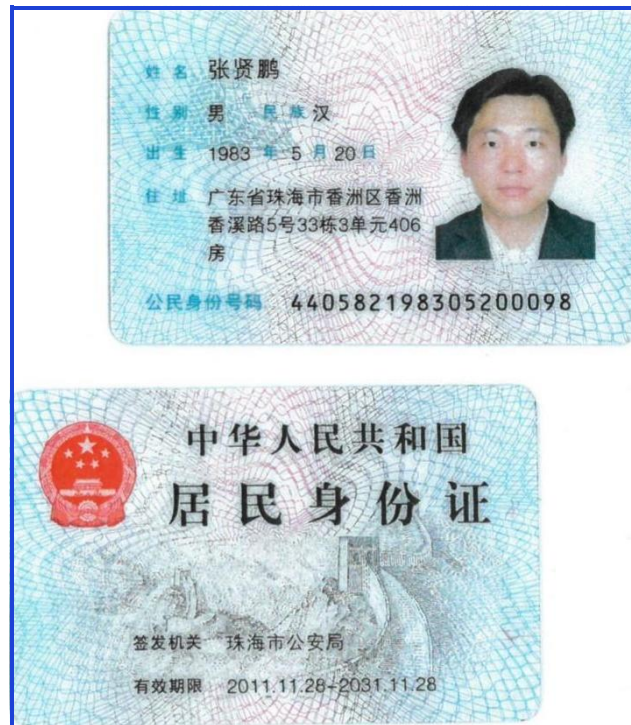 姓名 张贤鹏
性别 男 民族 汉
出生 1983 年 5 月 20 日
住址 广东省珠海市香洲区香洲
香溪路5号33栋3单元406
房
公民身份号码 440582198305200098
中华人民共和国
居民身份证
签发机关 珠海市公安局
有效期限 2011.11.28-2031.11.28